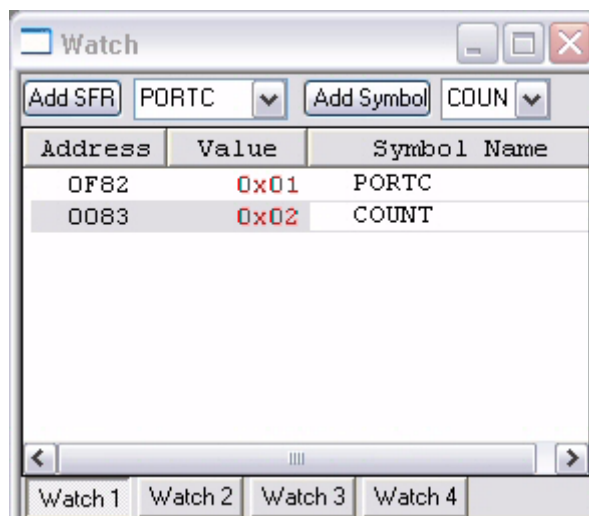 Watch
Add SFR PORTC Add Symbol COUN
Address Value Symbol Name
0F82 0x01 PORTC
0083 0x02 COUNT
Watch 1 Watch 2 Watch 3 Watch 4